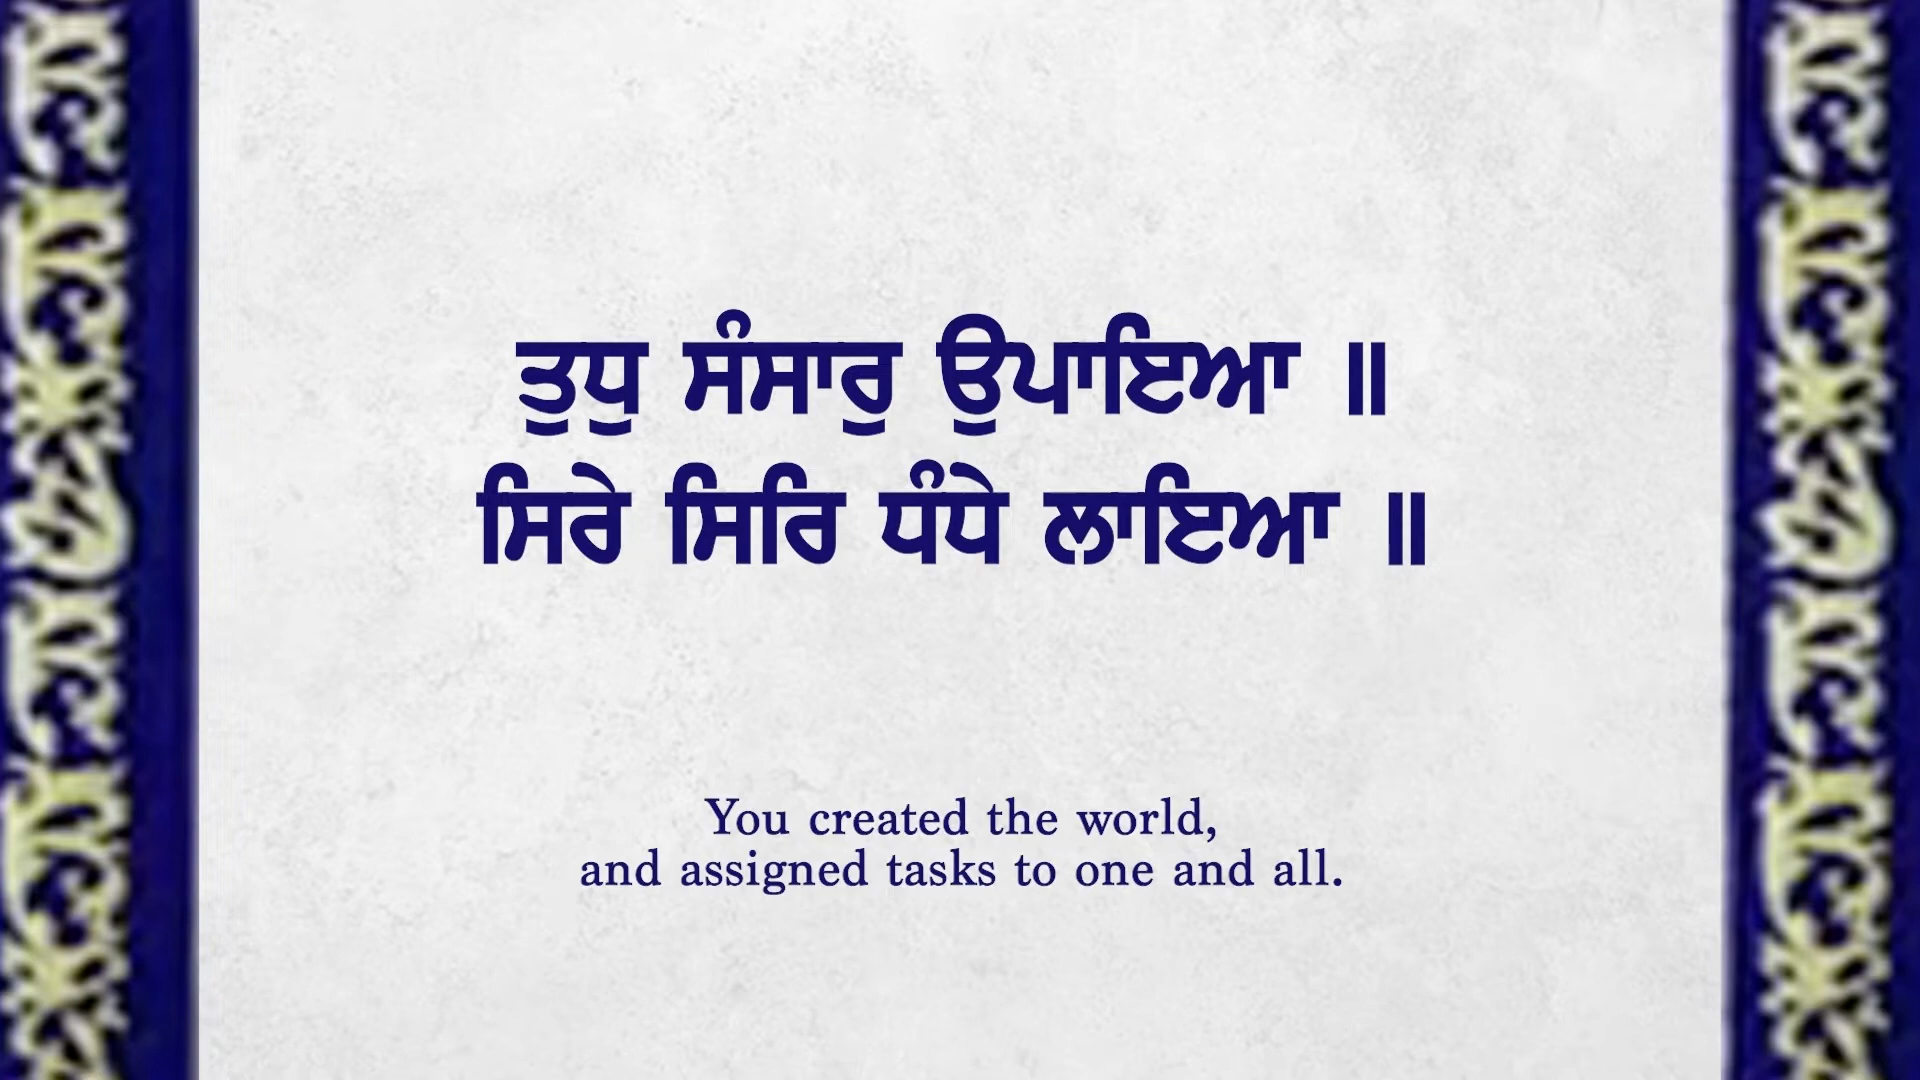 ਤੁਧੁ ਸੰਸਾਰੁ ਉਪਾਇਆ ॥
ਸਿਰੇ ਸਿਰਿ ਧੰਧੇ ਲਾਇਆ ॥
You created the world,
and assigned tasks to one and all.